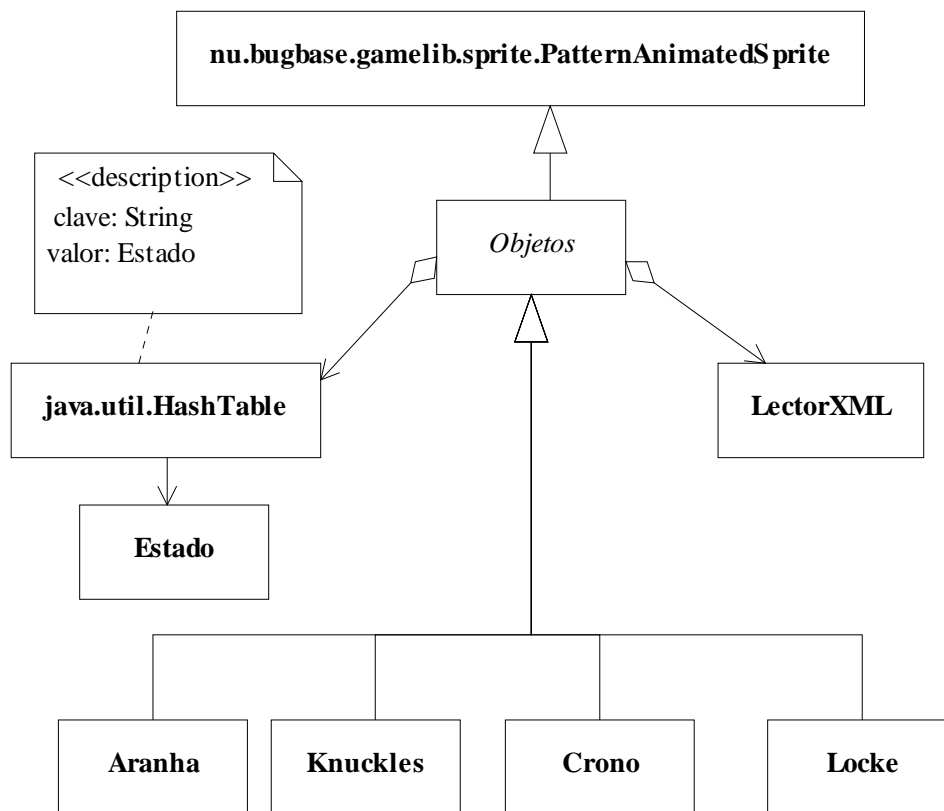 nu.bugbase.gamelib.sprite.PatternAnimatedSprite
<<description>>
clave: String
valor: Estado
Objetos
java.util.HashTable
LectorXML
Estado
Aranha
Knuckles
Crono
Locke